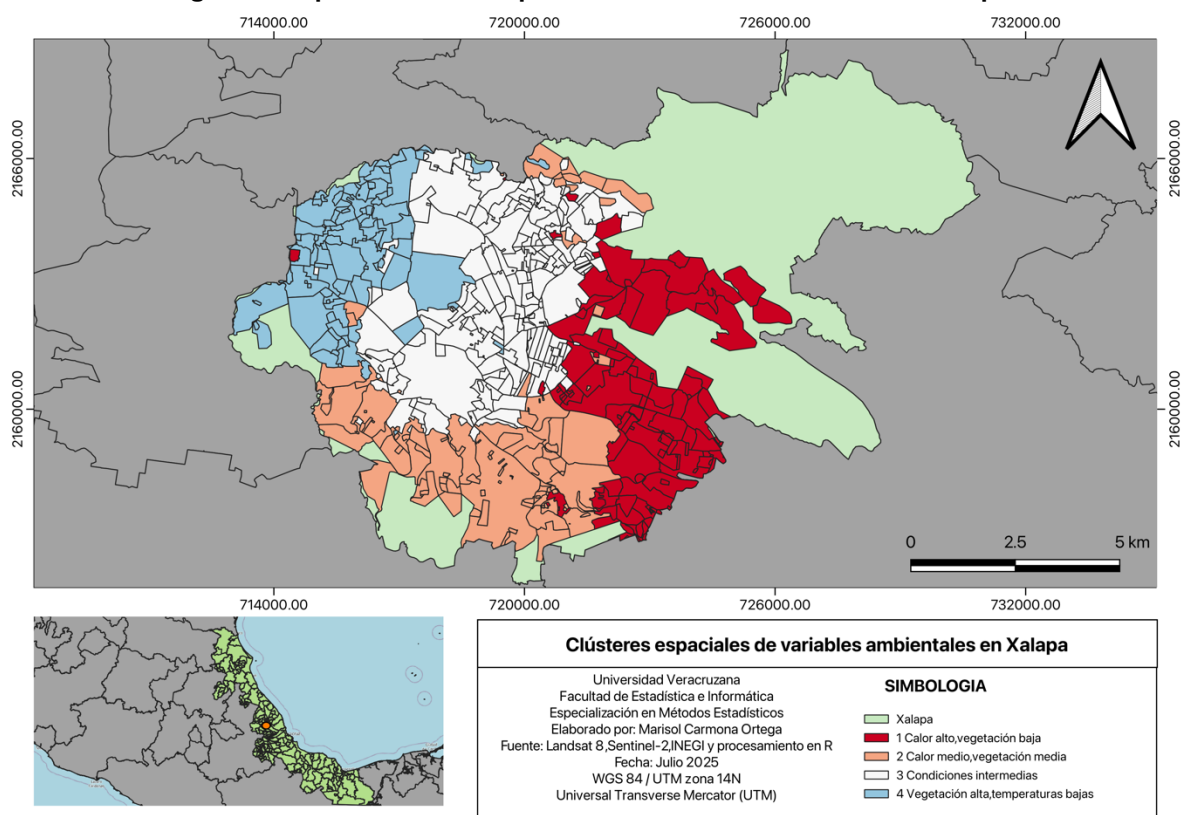 714000.00 720000.00 726000.00 732000.00
2166000.00 2166000.00
2160000.00 2160000.00
0 2.5 5 km
714000.00 720000.00 726000.00 732000.00
Clústeres espaciales de variables ambientales en Xalapa
Universidad Veracruzana
Facultad de Estadística e Informática
Especialización en Métodos Estadísticos
Elaborado por: Marisol Carmona Ortega
Fuente: Landsat 8,Sentinel-2,INEGI y procesamiento en R
Fecha: Julio 2025
WGS 84 / UTM zona 14N
Universal Transverse Mercator (UTM)
SIMBOLOGIA
Xalapa
1 Calor alto,vegetación baja
2 Calor medio,vegetación media
3 Condiciones intermedias
4 Vegetación alta,temperaturas bajas